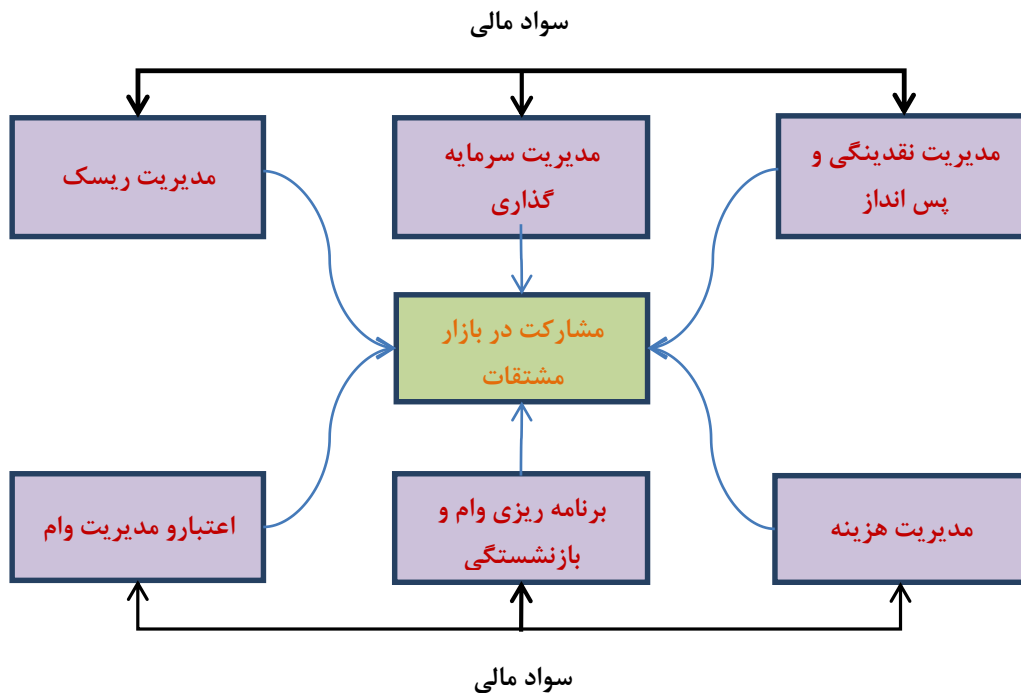 سواد مالی
مدیریت نقدینگی و
پس انداز
مدیریت سرمایه
گذاری
مدیریت ریسک
مشارکت در بازار
مشتقات
مدیریت هزینه
برنامه ریزی وام و
بازنشستگی
اعتبارو مدیریت وام
سواد مالی